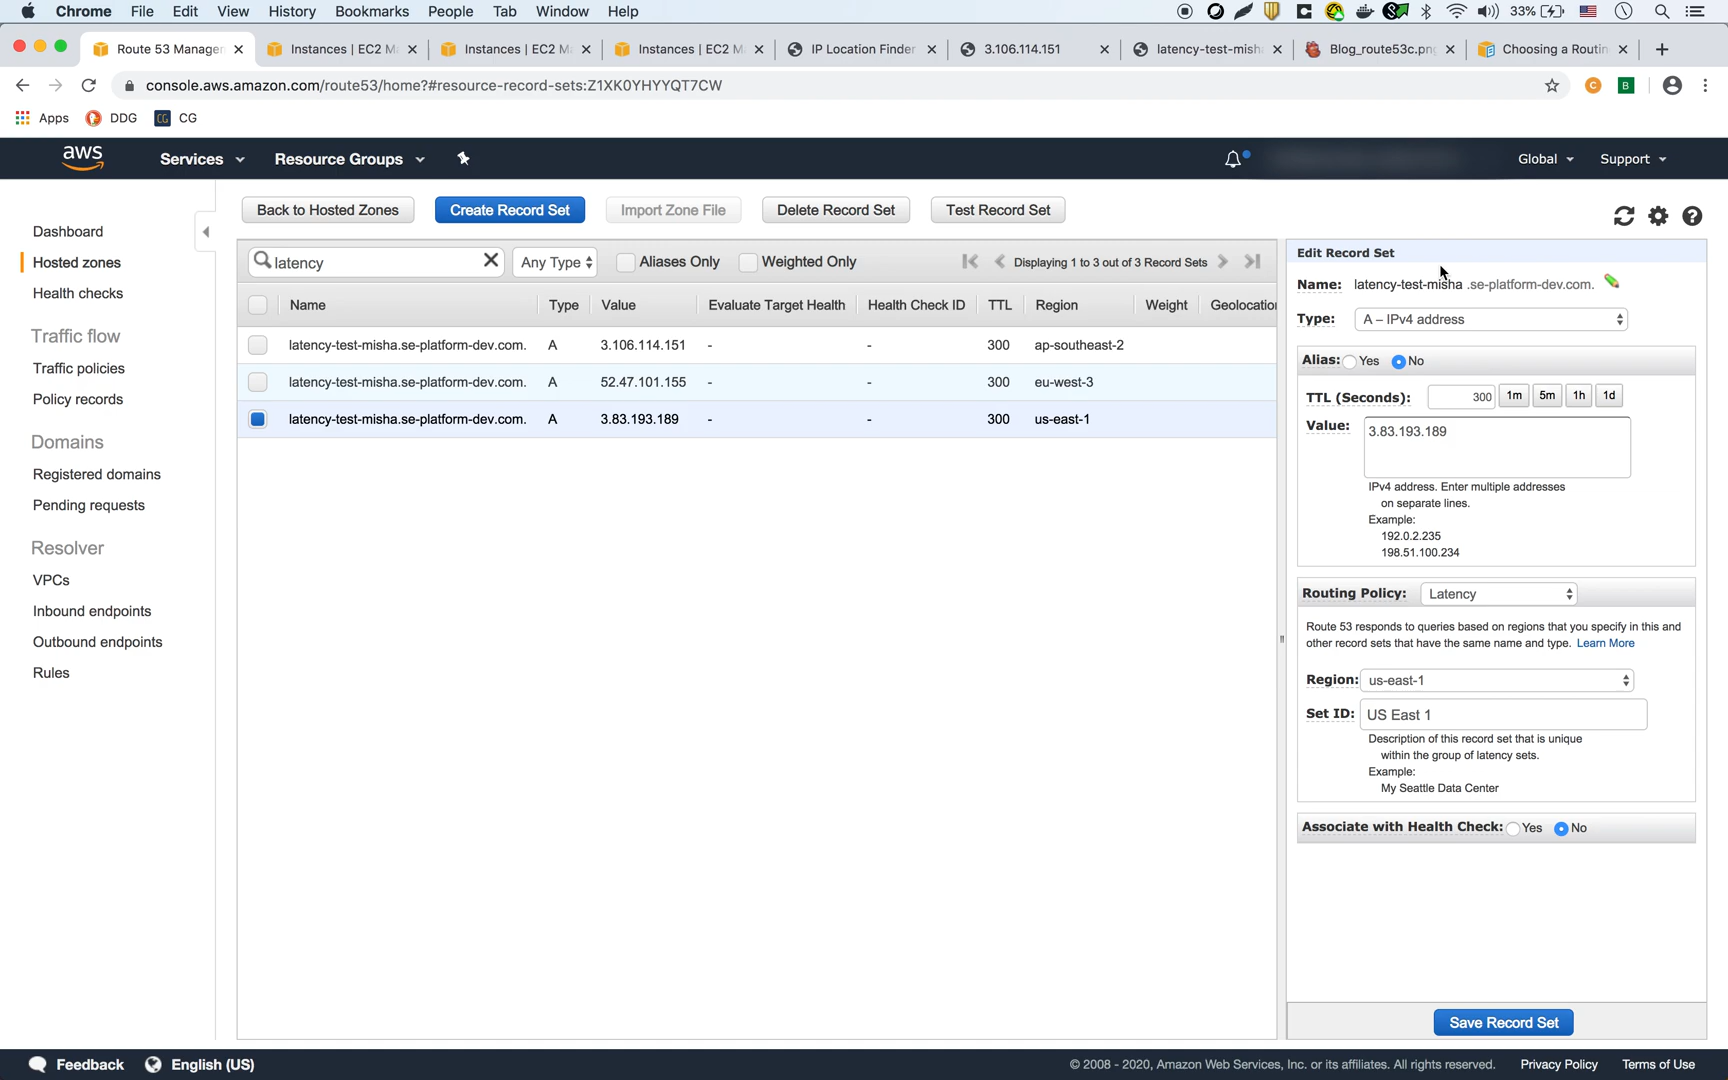 Chrome File Edit View History Bookmarks People Tab Window Help 33%
Route 53 Manager Instances | EC2 M Instances | EC2 M Instances | EC2 M IP Location Finder 3.106.114.151 latency-test-misha Blog_route53c.png Choosing a Routin
console.aws.amazon.com/route53/home?#resource-record-sets:Z1XK0YHYYQT7CW
Apps DDG CG CG
aws Services Resource Groups Global Support
Back to Hosted Zones Create Record Set Import Zone File Delete Record Set Test Record Set
Dashboard
Hosted zones
Health checks
Traffic flow
Traffic policies
Policy records
Domains
Registered domains
Pending requests
Resolver
VPCs
Inbound endpoints
Outbound endpoints
Rules
latency Any Type Aliases Only Weighted Only Displaying 1 to 3 out of 3 Record Sets
Name Type Value Evaluate Target Health Health Check ID TTL Region Weight Geolocation
latency-test-misha.se-platform-dev.com. A 3.106.114.151 - - 300 ap-southeast-2
latency-test-misha.se-platform-dev.com. A 52.47.101.155 - - 300 eu-west-3
latency-test-misha.se-platform-dev.com. A 3.83.193.189 - - 300 us-east-1
Edit Record Set
Name: latency-test-misha .se-platform-dev.com.
Type: A – IPv4 address
Alias: Yes No
TTL (Seconds): 300 1m 5m 1h 1d
Value: 3.83.193.189
IPv4 address. Enter multiple addresses
on separate lines.
Example:
192.0.2.235
198.51.100.234
Routing Policy: Latency
Route 53 responds to queries based on regions that you specify in this and
other record sets that have the same name and type. Learn More
Region: us-east-1
Set ID: US East 1
Description of this record set that is unique
within the group of latency sets.
Example:
My Seattle Data Center
Associate with Health Check: Yes No
Save Record Set
Feedback English (US) © 2008 - 2020, Amazon Web Services, Inc. or its affiliates. All rights reserved. Privacy Policy Terms of Use